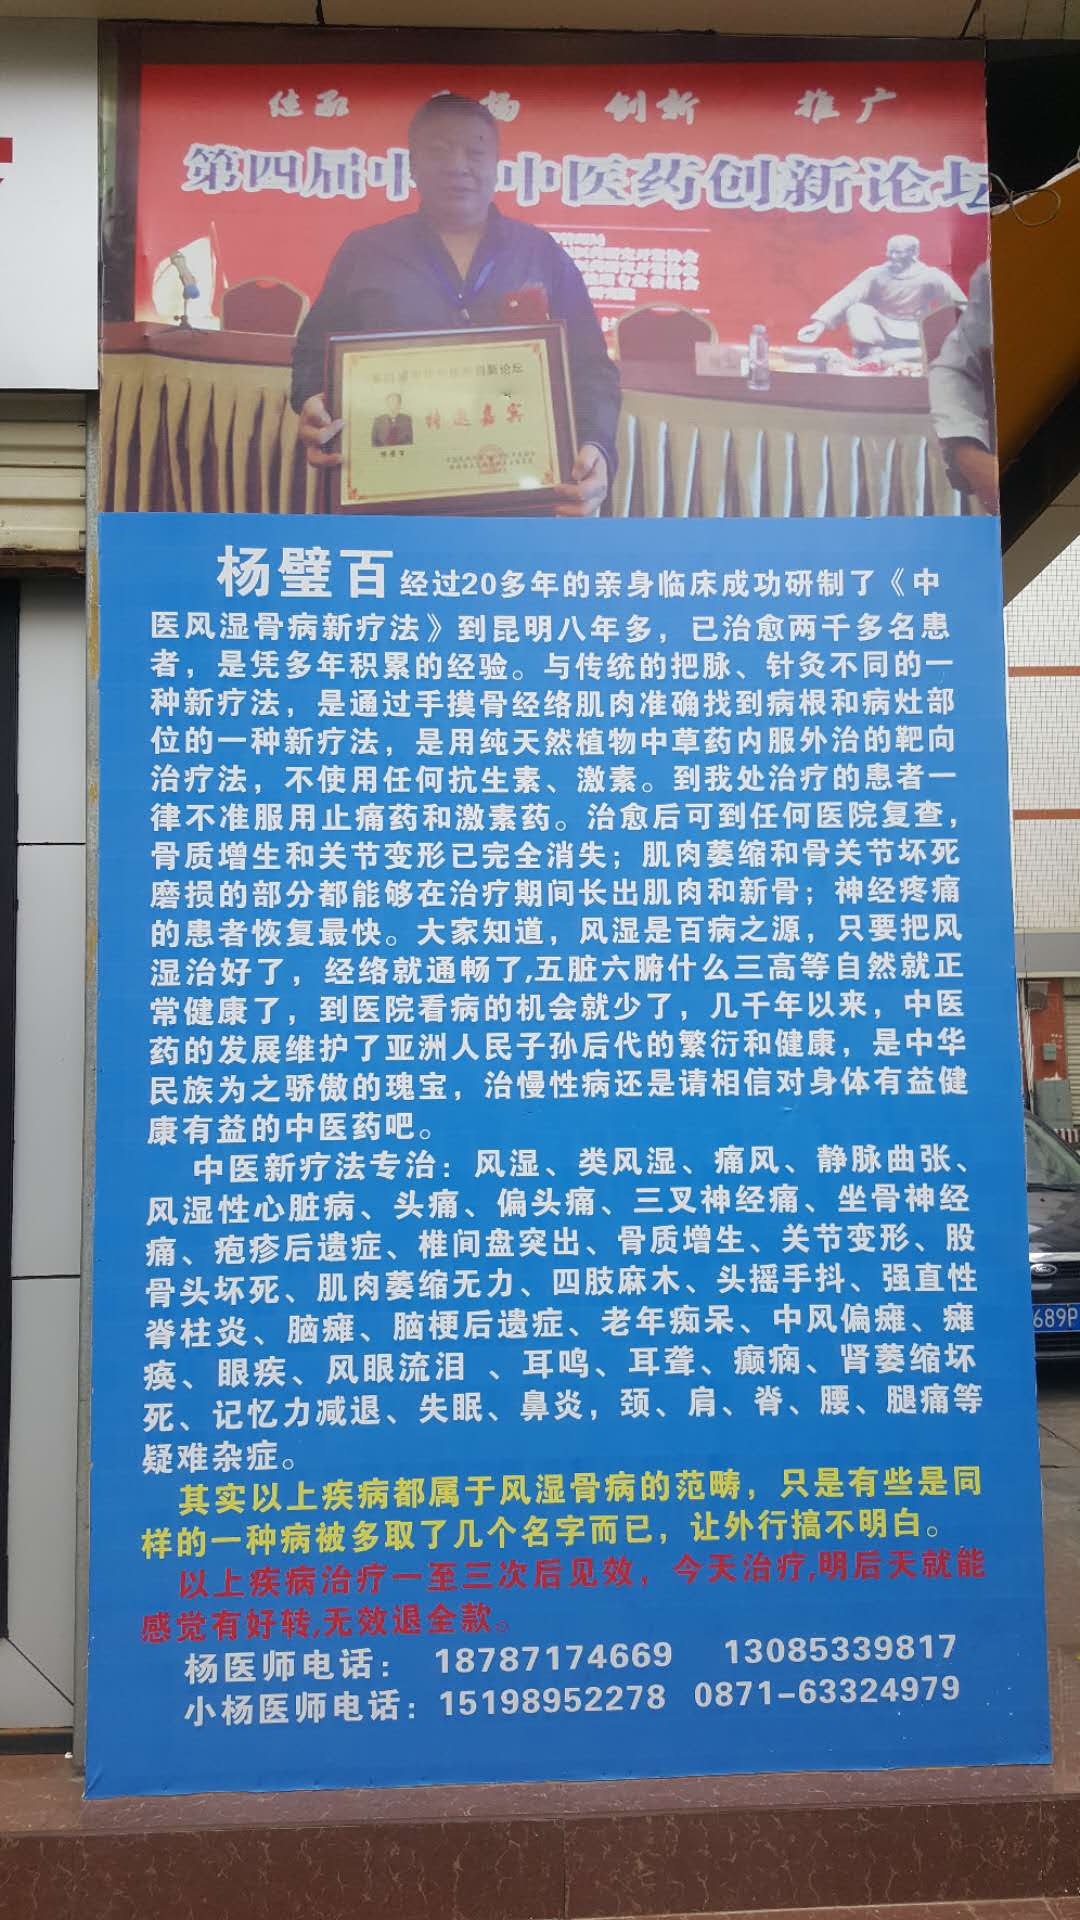 创新 推广
第四届中 中医药创新论坛
创新论坛
特邀嘉宾
杨璧百经过20多年的亲身临床成功研制了《中
医风湿骨病新疗法》到昆明八年多，已治愈两千多名患
者，是凭多年积累的经验。与传统的把脉、针灸不同的一
种新疗法，是通过手摸骨经络肌肉准确找到病根和病灶部
位的一种新疗法，是用纯天然植物中草药内服外治的靶向
治疗法，不使用任何抗生素、激素。到我处治疗的患者一
律不准服用止痛药和激素药。治愈后可到任何医院复查，
骨质增生和关节变形已完全消失；肌肉萎缩和骨关节坏死
磨损的部分都能够在治疗期间长出肌肉和新骨；神经疼痛
的患者恢复最快。大家知道，风湿是百病之源，只要把风
湿治好了，经络就通畅了,五脏六腑什么三高等自然就正
常健康了，到医院看病的机会就少了，几千年以来，中医
药的发展维护了亚洲人民子孙后代的繁衍和健康，是中华
民族为之骄傲的瑰宝，治慢性病还是请相信对身体有益健
康有益的中医药吧。
中医新疗法专治：风湿、类风湿、痛风、静脉曲张、
风湿性心脏病、头痛、偏头痛、三叉神经痛、坐骨神经
痛、疱疹后遗症、椎间盘突出、骨质增生、关节变形、股
骨头坏死、肌肉萎缩无力、四肢麻木、头摇手抖、强直性
脊柱炎、脑瘫、脑梗后遗症、老年痴呆、中风偏瘫、瘫
痪、眼疾、风眼流泪 、耳鸣、耳聋、癫痫、肾萎缩坏
死、记忆力减退、失眠、鼻炎，颈、肩、脊、腰、腿痛等
疑难杂症。
其实以上疾病都属于风湿骨病的范畴，只是有些是同
样的一种病被多取了几个名字而已，让外行搞不明白。
以上疾病治疗一至三次后见效，今天治疗,明后天就能
感觉有好转,无效退全款。
杨医师电话： 18787174669 13085339817
小杨医师电话：15198952278 0871-63324979
689P